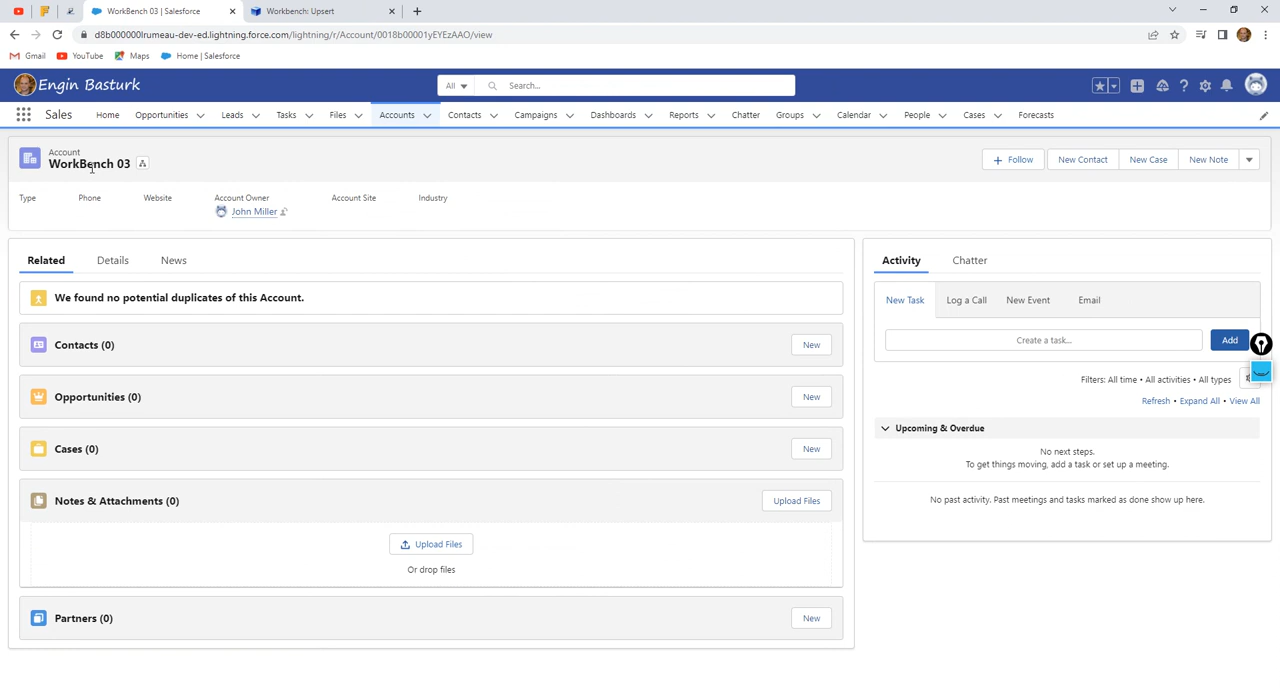 WorkBench 03 | Salesforce
Workbench: Upsert
d8b000000lrumeau-dev-ed.lightning.force.com/lightning/r/Account/0018b00001yEYEzAAO/view
Gmail YouTube Maps Home | Salesforce
Engin Basturk
All Search...
Sales Home Opportunities Leads Tasks Files Accounts Contacts Campaigns Dashboards Reports Chatter Groups Calendar People Cases Forecasts
Account
WorkBench 03
Follow New Contact New Case New Note
Type Phone Website Account Owner Account Site Industry
John Miller
Related Details News
We found no potential duplicates of this Account.
Contacts (0) New
Opportunities (0) New
Cases (0) New
Notes & Attachments (0) Upload Files
Upload Files
Or drop files
Partners (0) New
Activity Chatter
New Task Log a Call New Event Email
Create a task... Add
Filters: All time • All activities • All types
Refresh • Expand All • View All
Upcoming & Overdue
No next steps.
To get things moving, add a task or set up a meeting.
No past activity. Past meetings and tasks marked as done show up here.